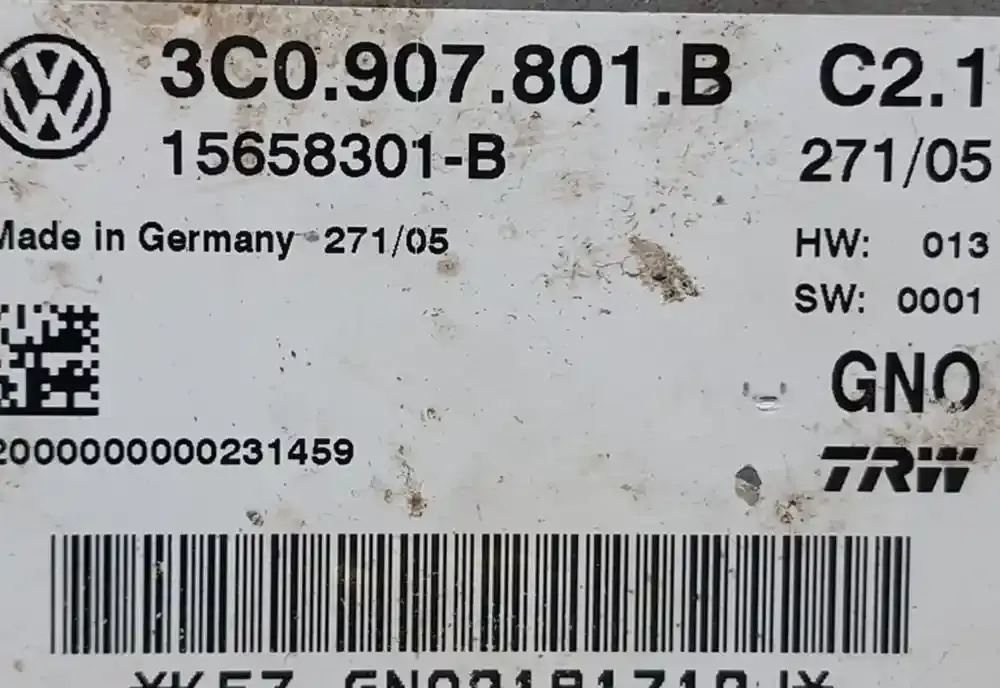 3C0.907.801.B C2.1
15658301-B 271/05
Made in Germany 271/05
HW: 013
SW: 0001
GNO
TRW
2000000000231459